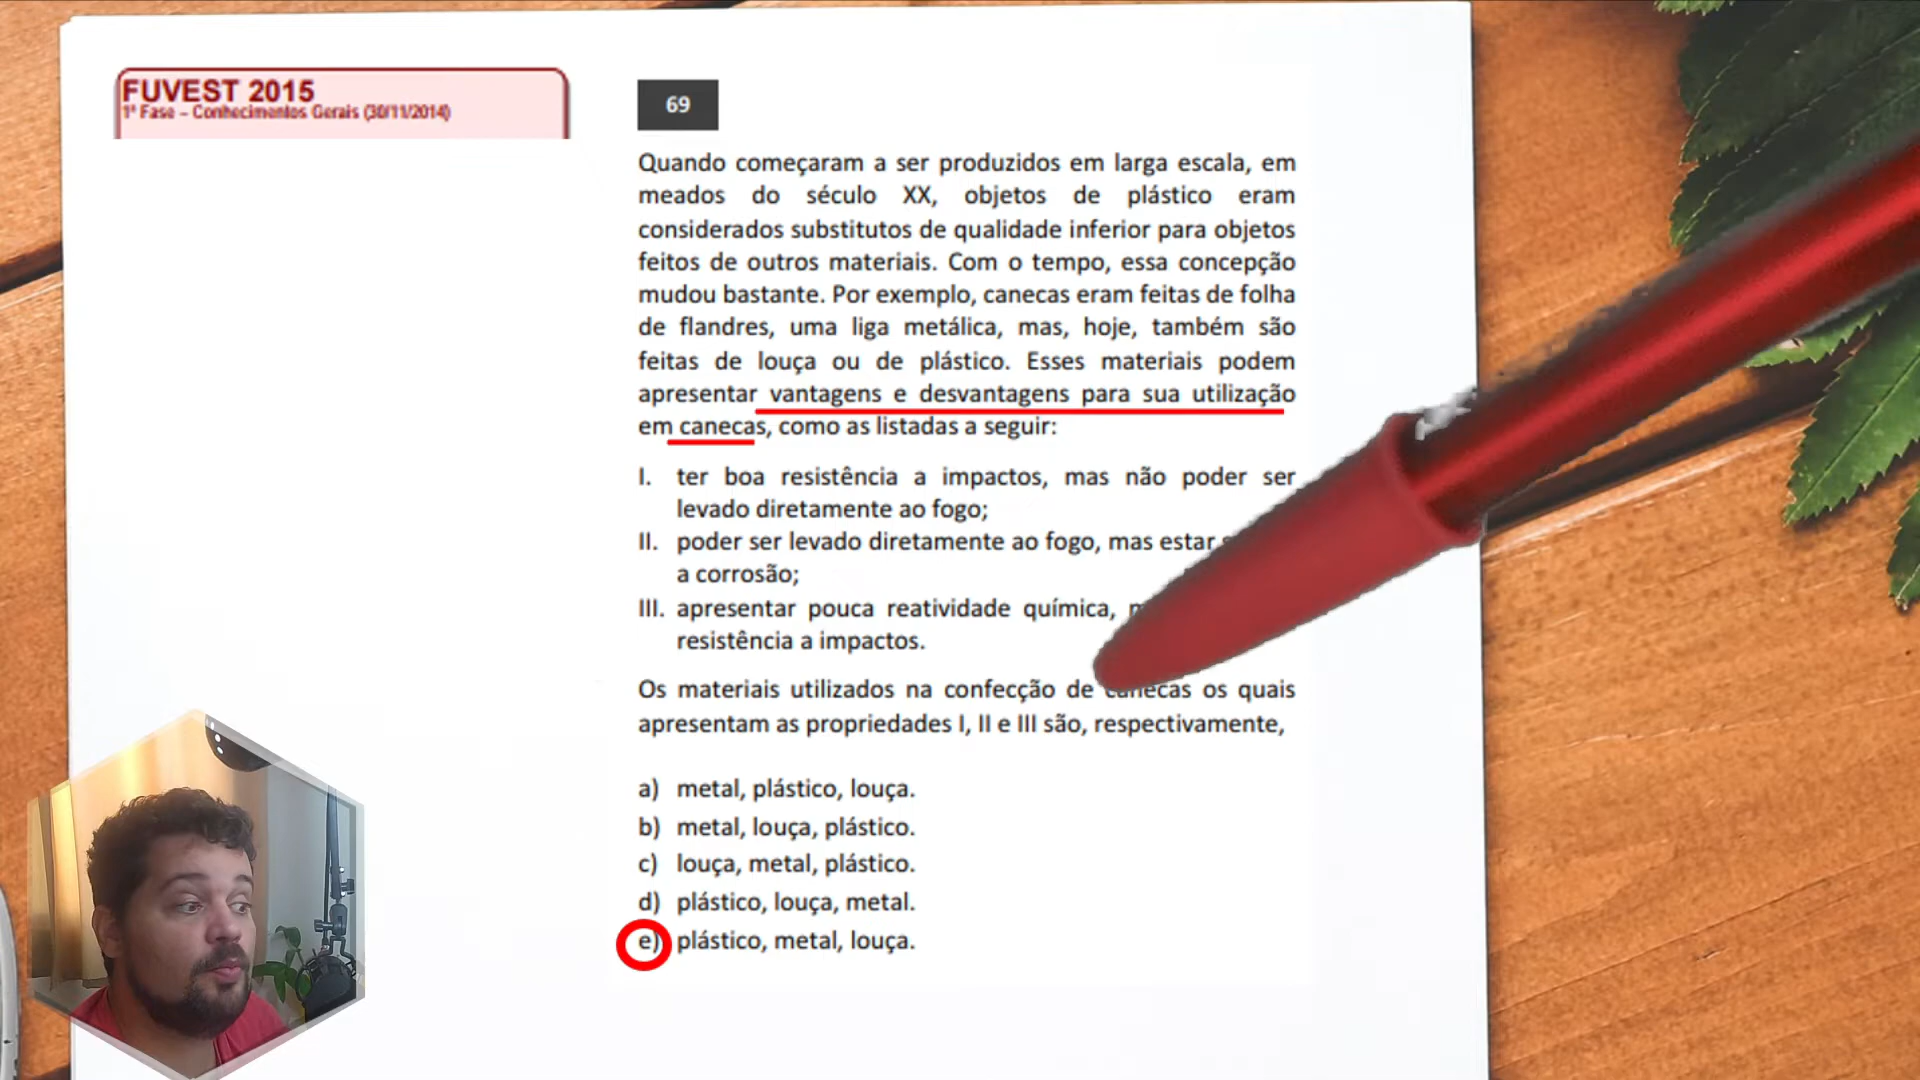 FUVEST 2015
1ª Fase – Conhecimentos Gerais (30/11/2014)
69
Quando começaram a ser produzidos em larga escala, em
meados do século XX, objetos de plástico eram
considerados substitutos de qualidade inferior para objetos
feitos de outros materiais. Com o tempo, essa concepção
mudou bastante. Por exemplo, canecas eram feitas de folha
de flandres, uma liga metálica, mas, hoje, também são
feitas de louça ou de plástico. Esses materiais podem
apresentar vantagens e desvantagens para sua utilização
em canecas, como as listadas a seguir:
I. ter boa resistência a impactos, mas não poder ser
levado diretamente ao fogo;
II. poder ser levado diretamente ao fogo, mas estar
a corrosão;
III. apresentar pouca reatividade química,
resistência a impactos.
Os materiais utilizados na confecção de canecas os quais
apresentam as propriedades I, II e III são, respectivamente,
a) metal, plástico, louça.
b) metal, louça, plástico.
c) louça, metal, plástico.
d) plástico, louça, metal.
e) plástico, metal, louça.